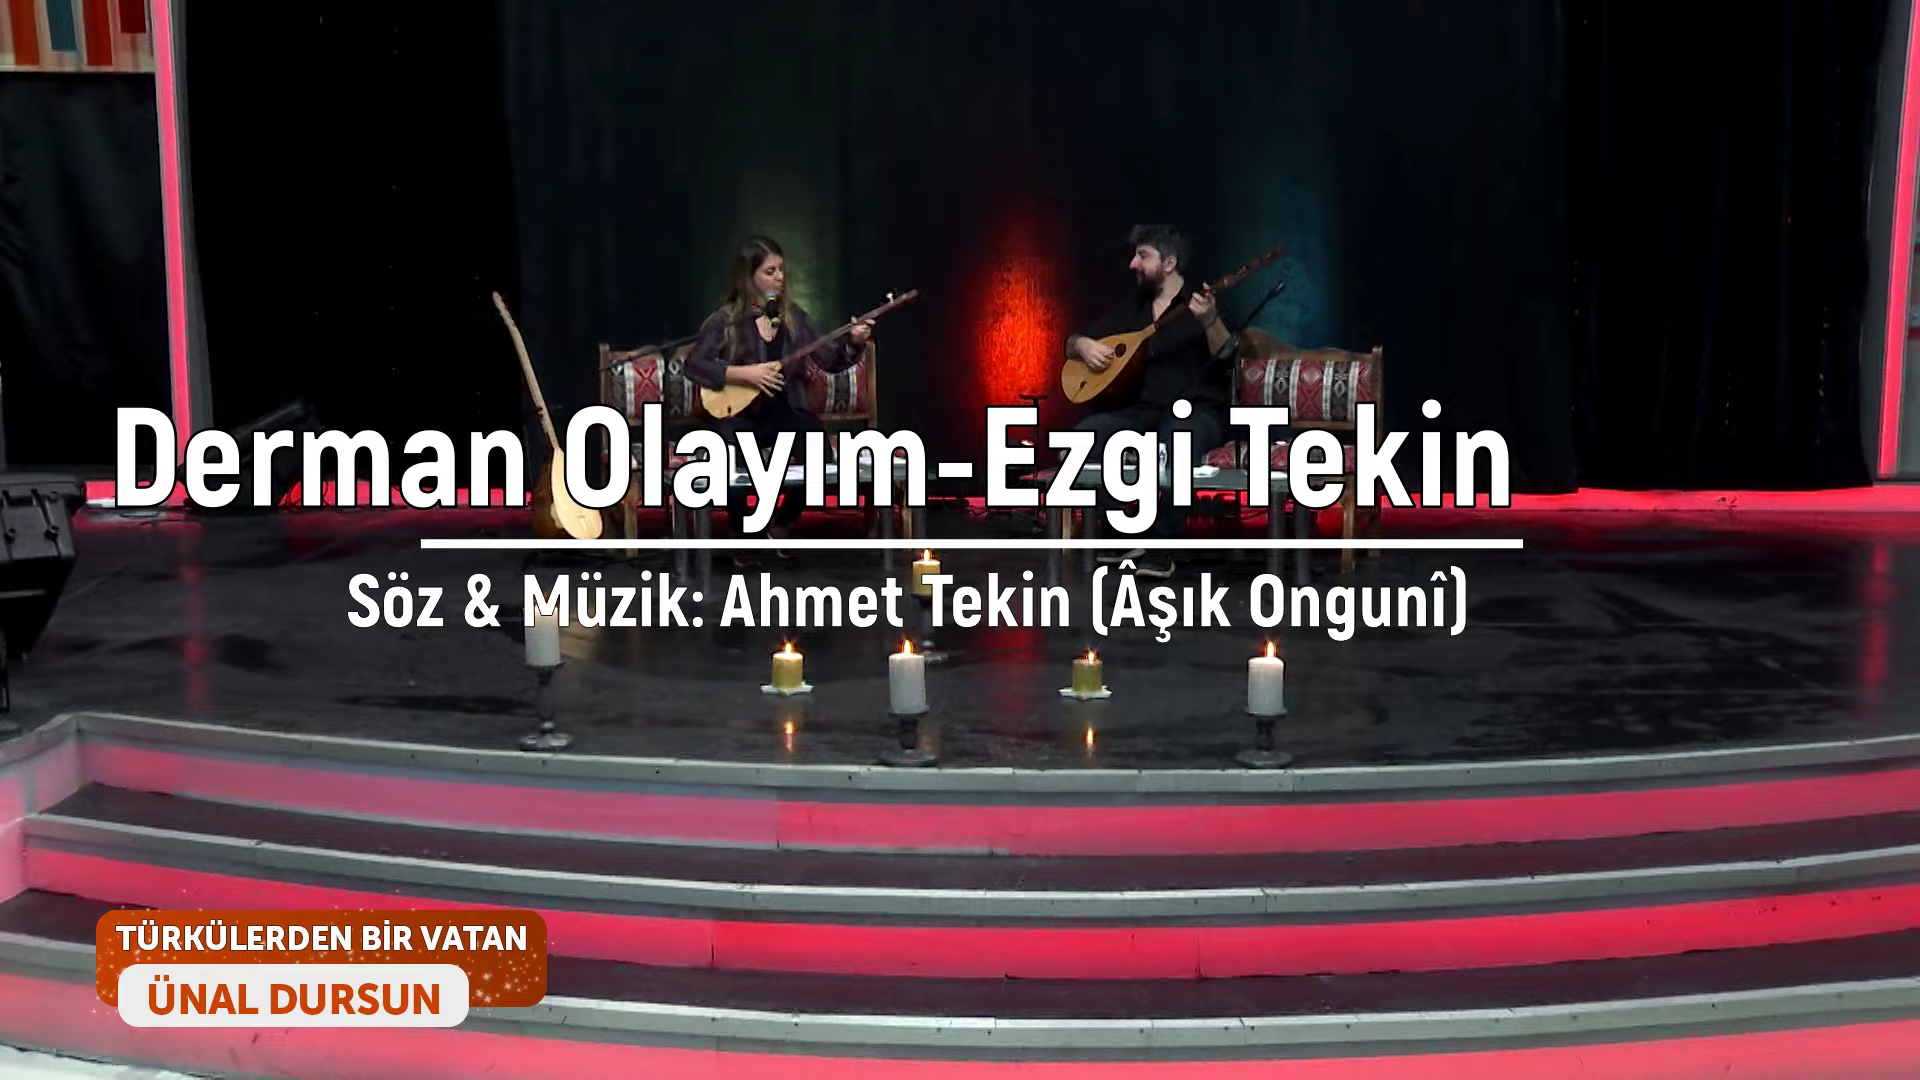 Derman Olayım-Ezgi Tekin
Söz & Müzik: Ahmet Tekin (Âşık Ongunî)
TÜRKÜLERDEN BİR VATAN
ÜNAL DURSUN